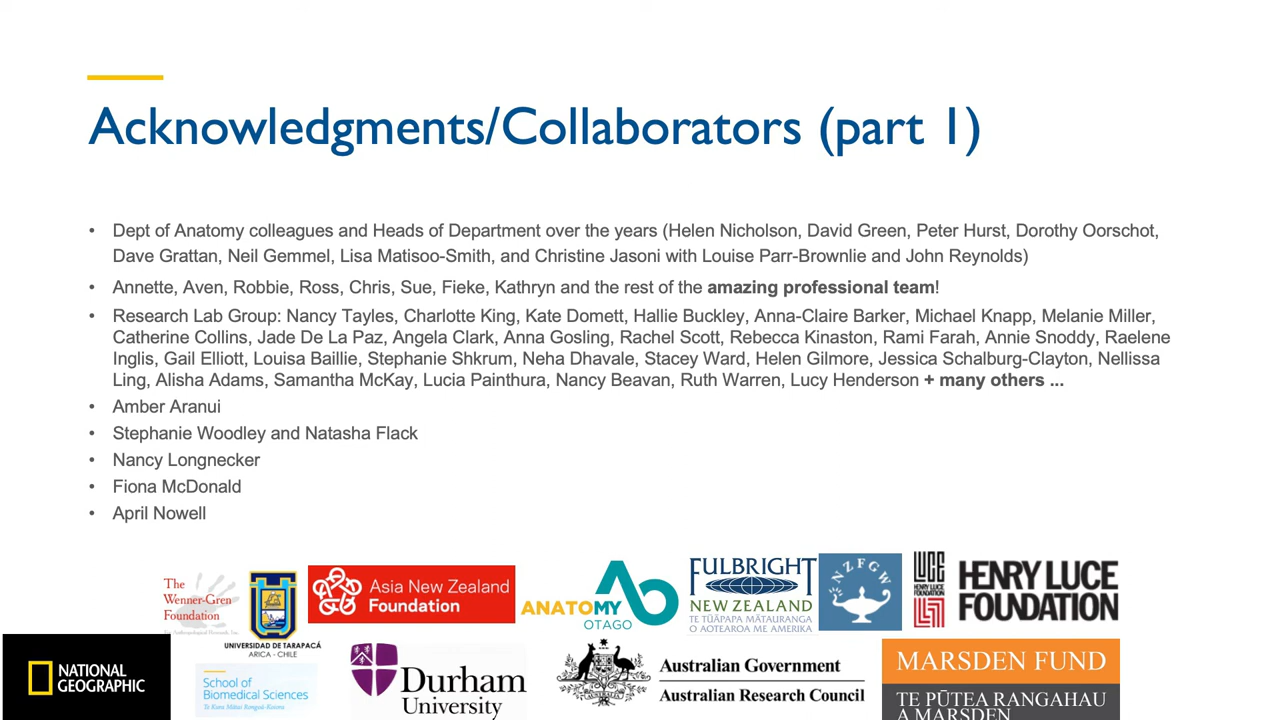 Acknowledgments/Collaborators (part 1)
• Dept of Anatomy colleagues and Heads of Department over the years (Helen Nicholson, David Green, Peter Hurst, Dorothy Oorschot,
Dave Grattan, Neil Gemmel, Lisa Matisoo-Smith, and Christine Jasoni with Louise Parr-Brownlie and John Reynolds)
• Annette, Aven, Robbie, Ross, Chris, Sue, Fieke, Kathryn and the rest of the amazing professional team!
• Research Lab Group: Nancy Tayles, Charlotte King, Kate Domett, Hallie Buckley, Anna-Claire Barker, Michael Knapp, Melanie Miller,
Catherine Collins, Jade De La Paz, Angela Clark, Anna Gosling, Rachel Scott, Rebecca Kinaston, Rami Farah, Annie Snoddy, Raelene
Inglis, Gail Elliott, Louisa Baillie, Stephanie Shkrum, Neha Dhavale, Stacey Ward, Helen Gilmore, Jessica Schalburg-Clayton, Nellissa
Ling, Alisha Adams, Samantha McKay, Lucia Painthura, Nancy Beavan, Ruth Warren, Lucy Henderson + many others ...
• Amber Aranui
• Stephanie Woodley and Natasha Flack
• Nancy Longnecker
• Fiona McDonald
• April Nowell
The
Wenner-Gren
Foundation
UNIVERSIDAD DE TARAPACÁ
ARICA - CHILE
Asia New Zealand
Foundation
ANATOMY
OTAGO
FULBRIGHT
NEW ZEALAND
TE TŪĀPAPA MĀTAURANGA
O AOTEAROA ME AMERIKA
NZFGW
LUCE
HENRY LUCE
FOUNDATION
NATIONAL
GEOGRAPHIC
School of
Biomedical Sciences
Durham
University
Australian Government
Australian Research Council
MARSDEN FUND
TE PŪTEA RANGAHAU
A MARSDEN